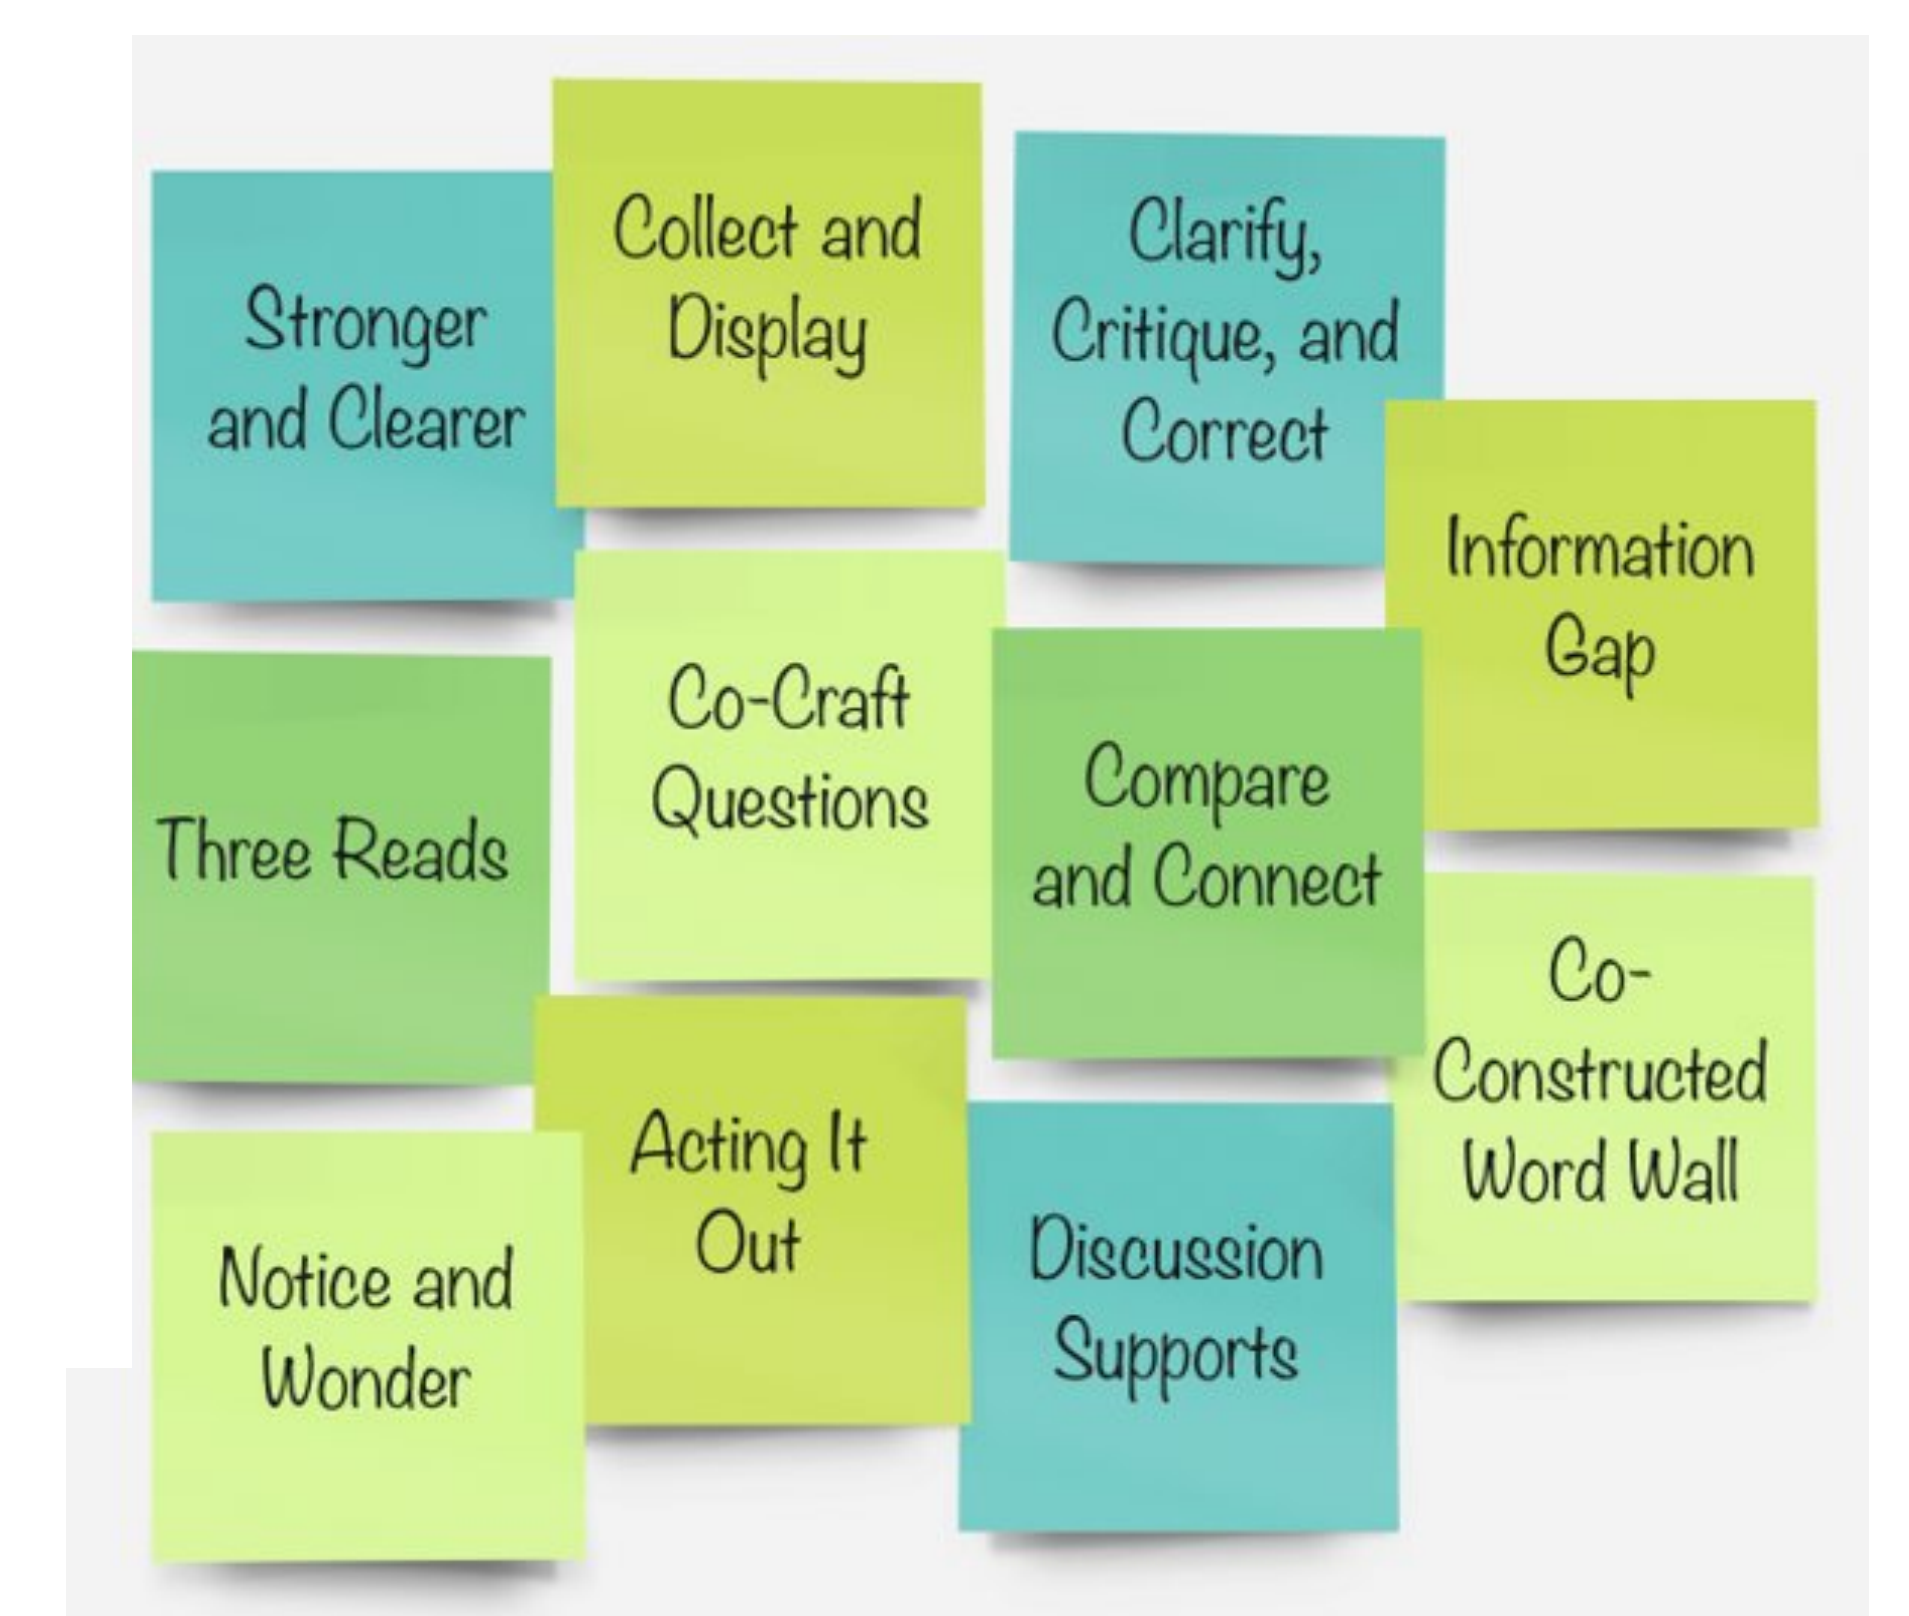 Stronger
and Clearer
Collect and
Display
Clarify,
Critique, and
Correct
Information
Gap
Three Reads
Co-Craft
Questions
Compare
and Connect
Co-
Constructed
Word Wall
Notice and
Wonder
Acting It
Out
Discussion
Supports